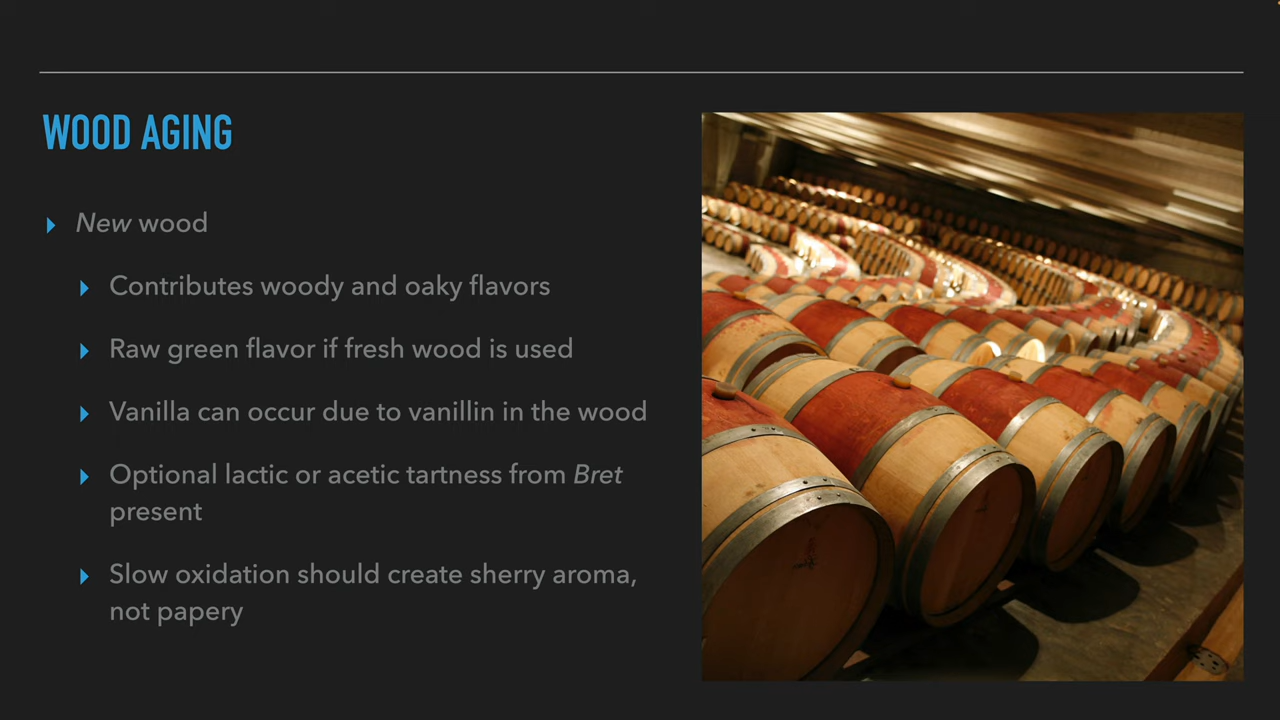 WOOD AGING
New wood
Contributes woody and oaky flavors
Raw green flavor if fresh wood is used
Vanilla can occur due to vanillin in the wood
Optional lactic or acetic tartness from Bret
present
Slow oxidation should create sherry aroma,
not papery